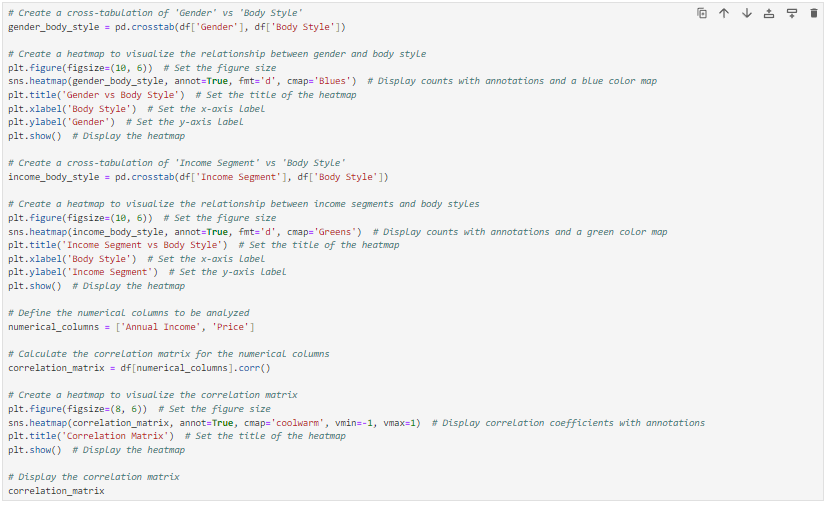 # Create a cross-tabulation of 'Gender' vs 'Body Style'
gender_body_style = pd.crosstab(df['Gender'], df['Body Style'])
# Create a heatmap to visualize the relationship between gender and body style
plt.figure(figsize=(10, 6))  # Set the figure size
sns.heatmap(gender_body_style, annot=True, fmt='d', cmap='Blues')  # Display counts with annotations and a blue color map
plt.title('Gender vs Body Style')  # Set the title of the heatmap
plt.xlabel('Body Style')  # Set the x-axis label
plt.ylabel('Gender')  # Set the y-axis label
plt.show()  # Display the heatmap
# Create a cross-tabulation of 'Income Segment' vs 'Body Style'
income_body_style = pd.crosstab(df['Income Segment'], df['Body Style'])
# Create a heatmap to visualize the relationship between income segments and body styles
plt.figure(figsize=(10, 6))  # Set the figure size
sns.heatmap(income_body_style, annot=True, fmt='d', cmap='Greens')  # Display counts with annotations and a green color map
plt.title('Income Segment vs Body Style')  # Set the title of the heatmap
plt.xlabel('Body Style')  # Set the x-axis label
plt.ylabel('Income Segment')  # Set the y-axis label
plt.show()  # Display the heatmap
# Define the numerical columns to be analyzed
numerical_columns = ['Annual Income', 'Price']
# Calculate the correlation matrix for the numerical columns
correlation_matrix = df[numerical_columns].corr()
# Create a heatmap to visualize the correlation matrix
plt.figure(figsize=(8, 6))  # Set the figure size
sns.heatmap(correlation_matrix, annot=True, cmap='coolwarm', vmin=-1, vmax=1)  # Display correlation coefficients with annotations
plt.title('Correlation Matrix')  # Set the title of the heatmap
plt.show()  # Display the heatmap
# Display the correlation matrix
correlation_matrix